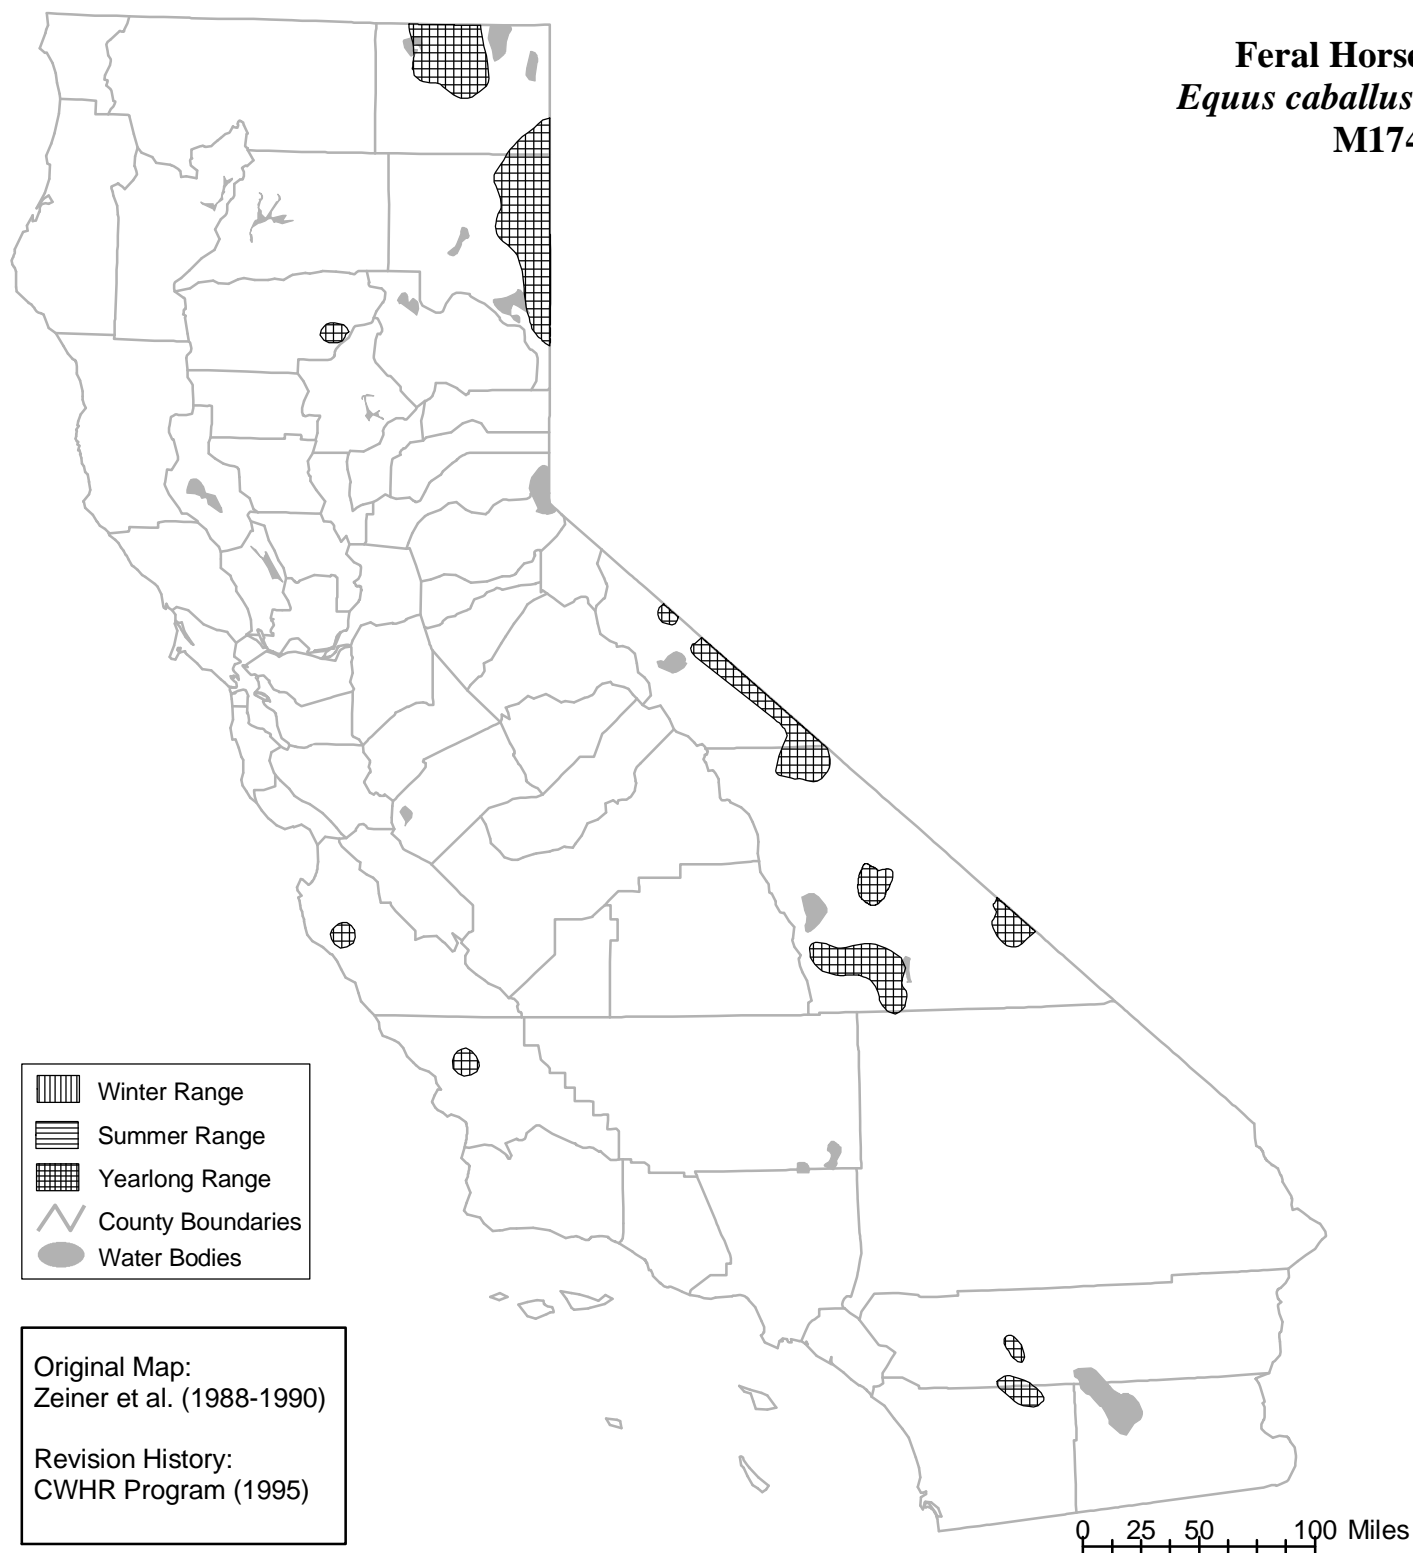 Feral Horse
Equus caballus
M174
Winter Range
Summer Range
Yearlong Range
County Boundaries
Water Bodies
Original Map:
Zeiner et al. (1988-1990)
Revision History:
CWHR Program (1995)
0 25 50 100 Miles